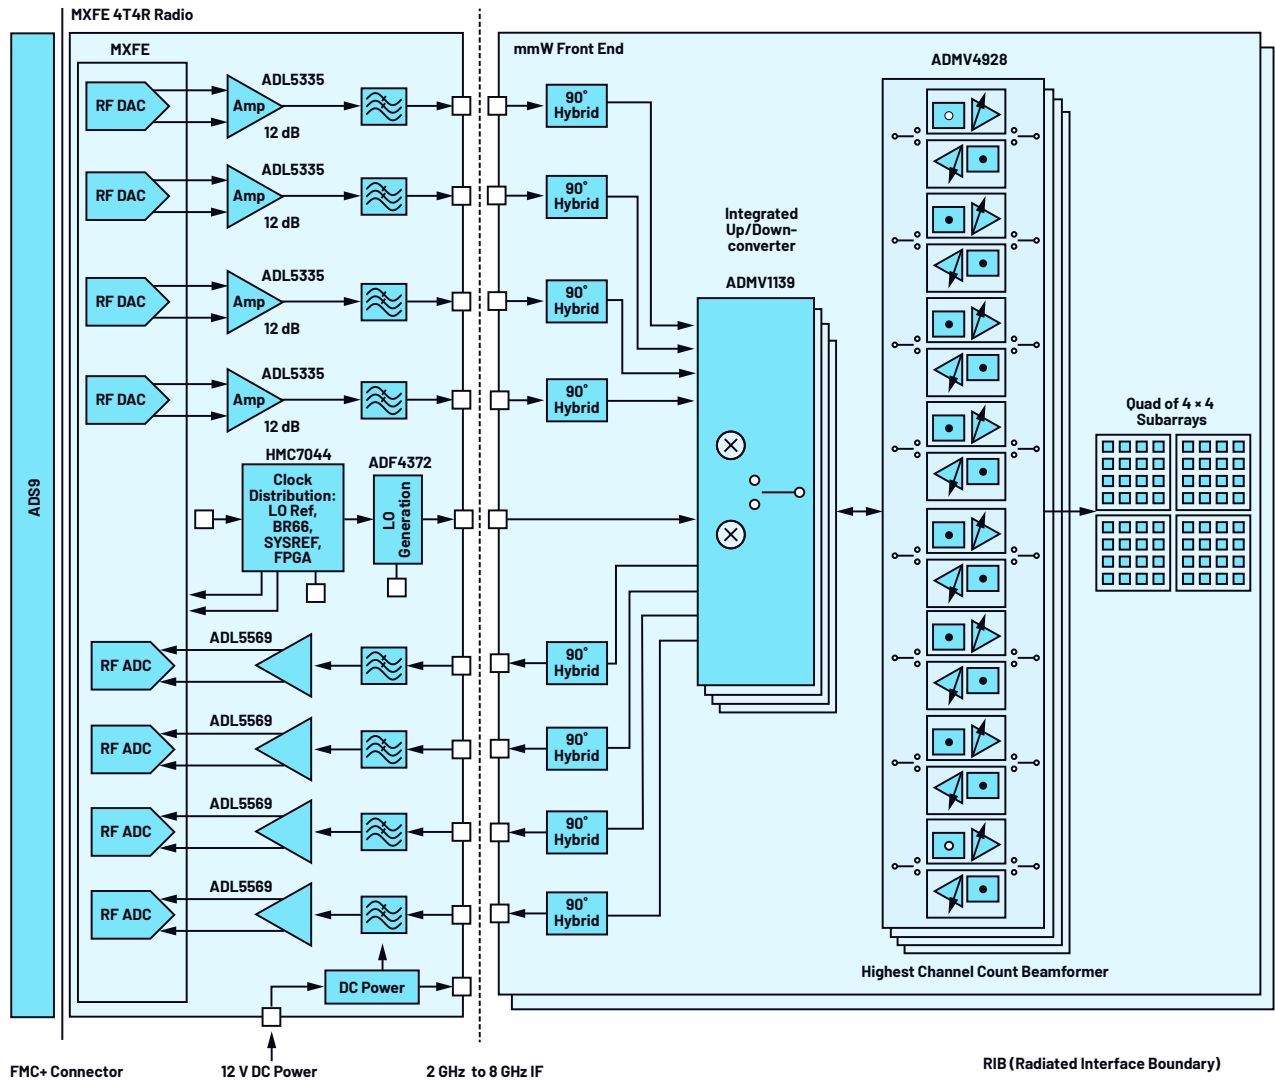 MXFE 4T4R Radio
MXFE
RF DAC
ADL5335
Amp
12 dB
RF DAC
ADL5335
Amp
12 dB
RF DAC
ADL5335
Amp
12 dB
RF DAC
ADL5335
Amp
12 dB
HMC7044
Clock
Distribution:
LO Ref,
BR66,
SYSREF,
FPGA
ADF4372
LO
Generation
ADS9
RF ADC
ADL5569
RF ADC
ADL5569
RF ADC
ADL5569
RF ADC
ADL5569
DC Power
mmW Front End
90°
Hybrid
90°
Hybrid
90°
Hybrid
90°
Hybrid
90°
Hybrid
90°
Hybrid
90°
Hybrid
90°
Hybrid
Integrated
Up/Down-
converter
ADMV1139
ADMV4928
Quad of 4 × 4
Subarrays
Highest Channel Count Beamformer
FMC+ Connector
12 V DC Power
2 GHz to 8 GHz IF
RIB (Radiated Interface Boundary)